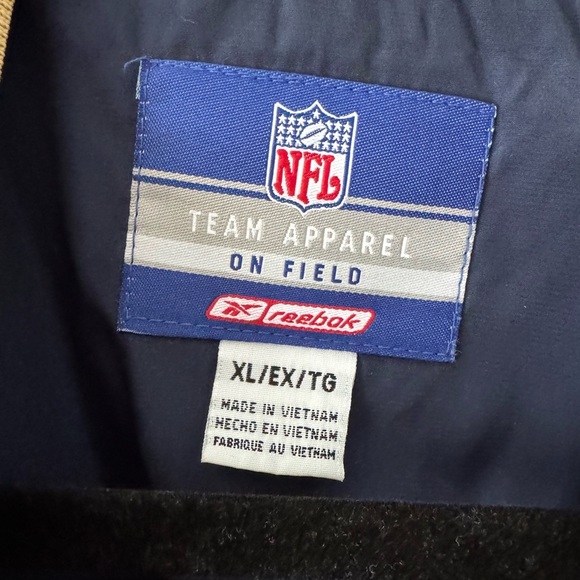 NFL
TEAM APPAREL
ON FIELD
reebok
XL/EX/TG
MADE IN VIETNAM
HECHO EN VIETNAM
FABRIQUE AU VIETNAM